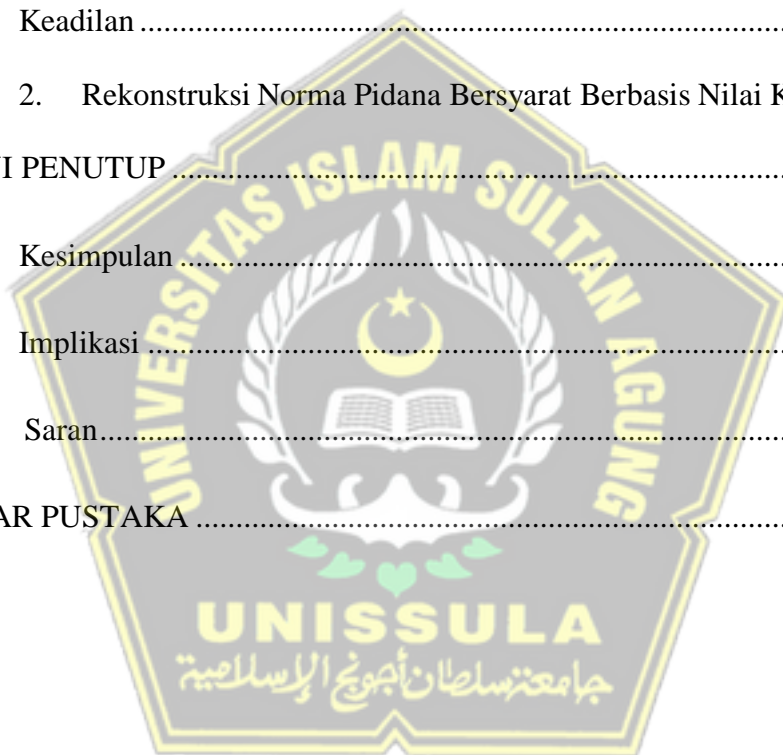 Keadilan ................................................................
2. Rekonstruksi Norma Pidana Bersyarat Berbasis Nilai K
I PENUTUP ................................................................
Kesimpulan ................................................................
Implikasi ................................................................
Saran ................................................................
AR PUSTAKA ................................................................
UNIVERSITAS ISLAM SULTAN AGUNG
UNISSULA
جامعة سلطان أجونج الإسلامية